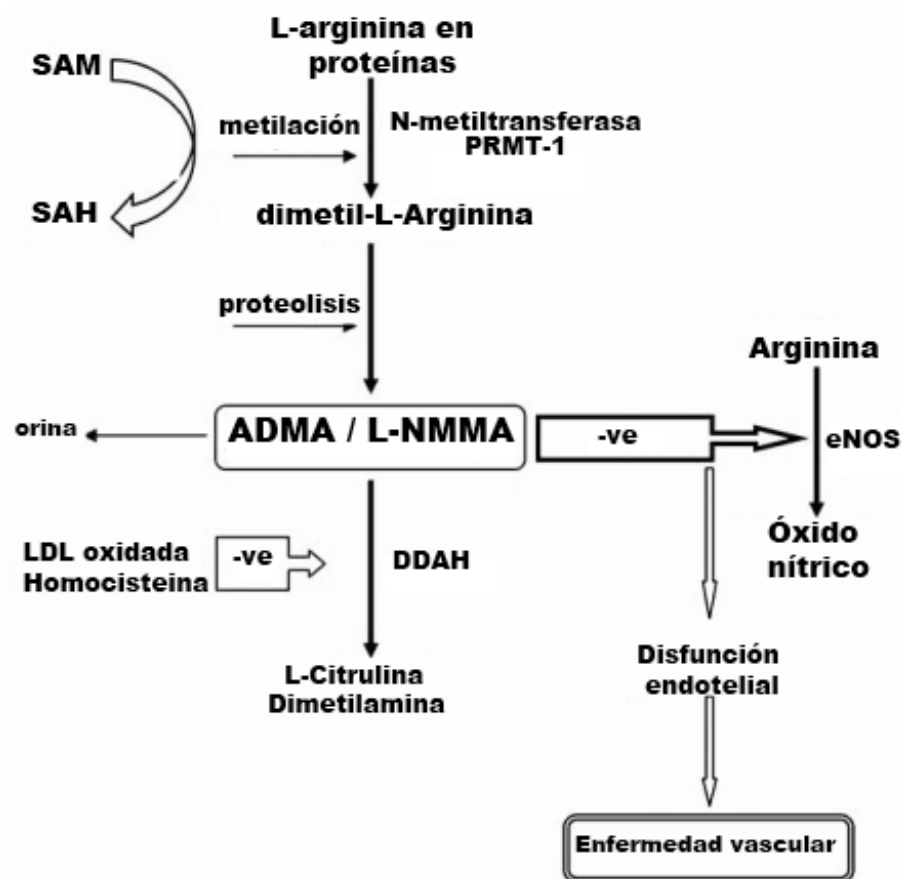 L-arginina en
proteínas
SAM
metilación
N-metiltransferasa
PRMT-1
SAH
dimetil-L-Arginina
proteolisis
Arginina
orina
ADMA / L-NMMA
-ve
eNOS
Óxido
nítrico
LDL oxidada
Homocisteina
-ve
DDAH
L-Citrulina
Dimetilamina
Disfunción
endotelial
Enfermedad vascular